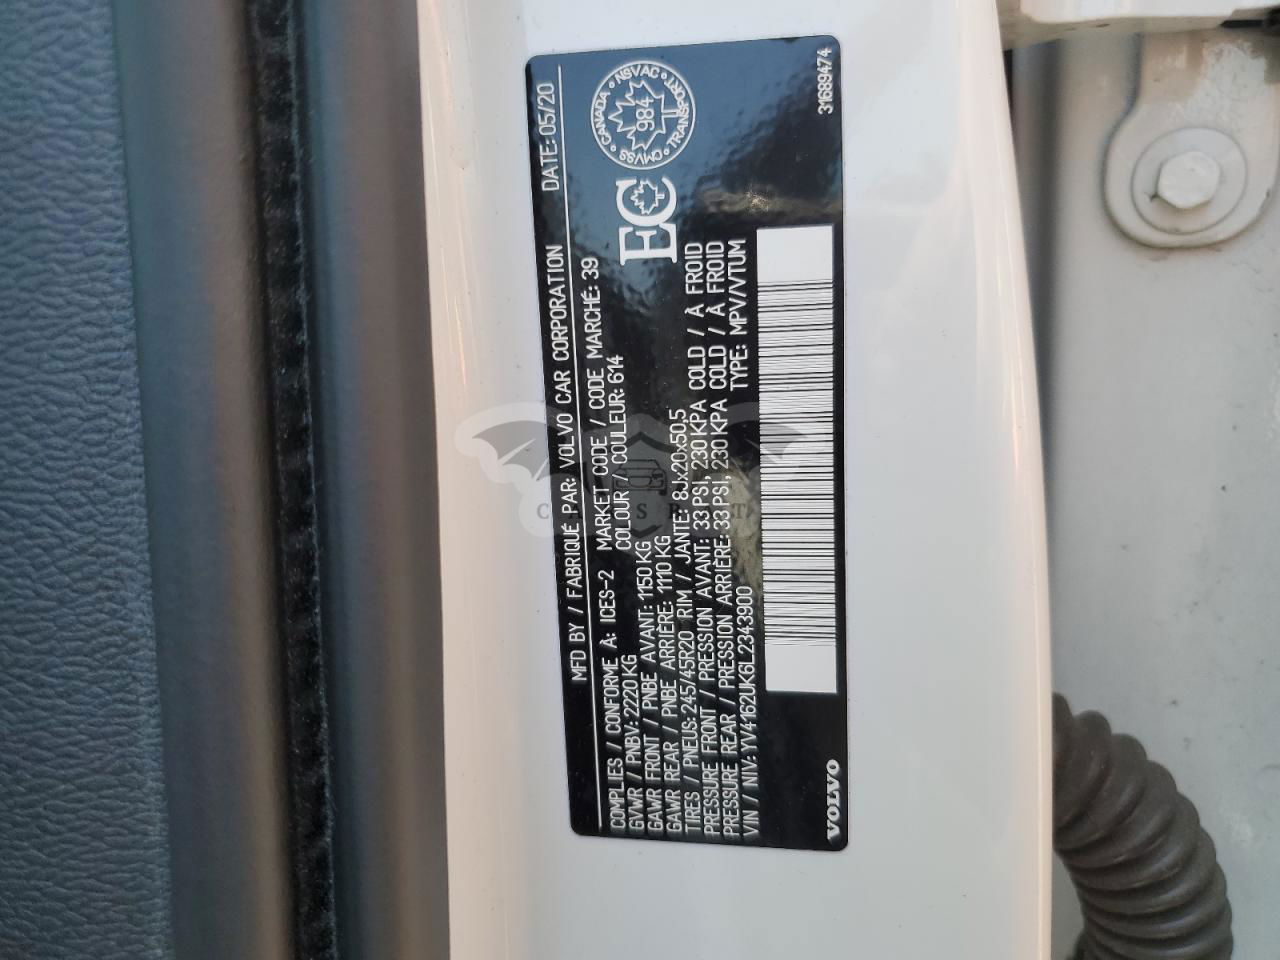 MFD BY / FABRIQUÉ PAR: VOLVO CAR CORPORATION DATE: 05/20
COMPLIES / CONFORME À: ICES-2 MARKET CODE / CODE MARCHÉ: 39
GVWR / PNBV: 2220 KG COLOUR / COULEUR: 614
GAWR FRONT / PNBE AVANT: 1150 KG
GAWR REAR / PNBE ARRIÈRE: 1110 KG
TIRES / PNEUS: 245/45R20 RIM / JANTE: 8Jx20x50,5
PRESSURE FRONT / PRESSION AVANT: 33 PSI, 230 KPA COLD / À FROID
PRESSURE REAR / PRESSION ARRIÈRE: 33 PSI, 230 KPA COLD / À FROID
VIN / NIV: YV4162UK6L2343900 TYPE: MPV/VTUM
CANADA • NSVAC • TRANSPORT • CMVSS
984
EC
VOLVO
31689474